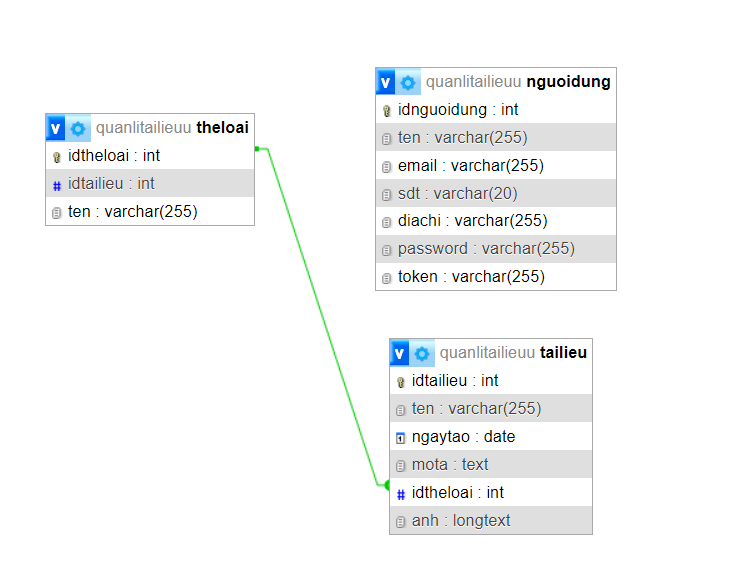 quanlitailieuu theloai
idtheloai : int
idtailieu : int
ten : varchar(255)
quanlitailieuu nguoidung
idnguoidung : int
ten : varchar(255)
email : varchar(255)
sdt : varchar(20)
diachi : varchar(255)
password : varchar(255)
token : varchar(255)
quanlitailieuu tailieu
idtailieu : int
ten : varchar(255)
ngaytao : date
mota : text
idtheloai : int
anh : longtext